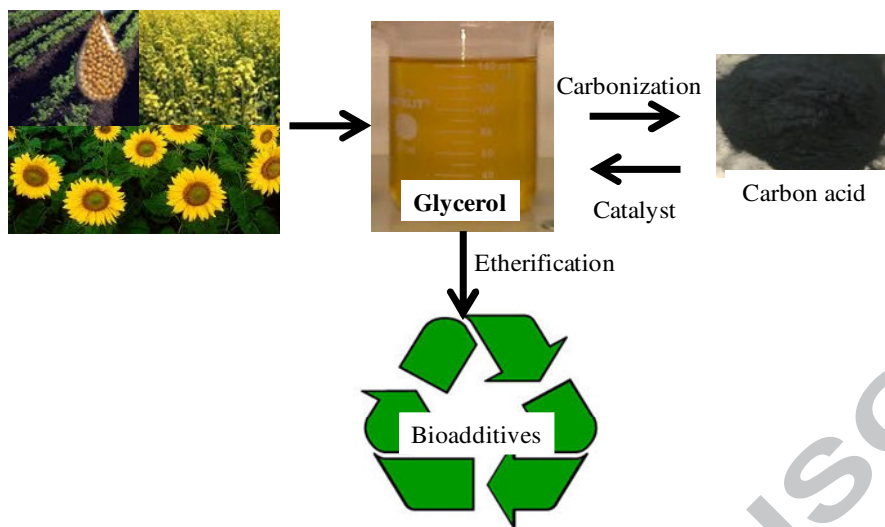 Carbonization
Glycerol
Catalyst
Carbon acid
Etherification
Bioadditives